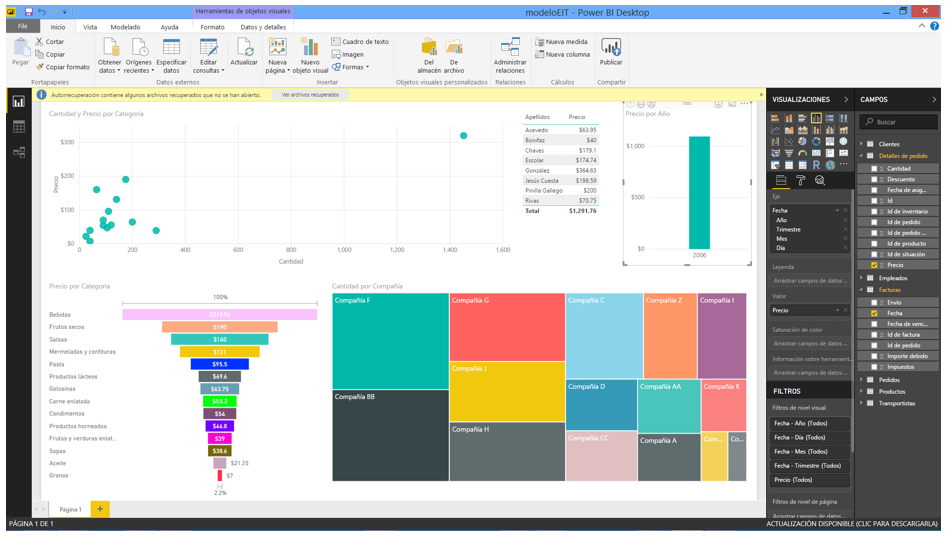 Herramientas de objetos visuales
modeloEIT - Power BI Desktop
File
Inicio
Vista
Modelado
Ayuda
Formato
Datos y detalles
Pegar
Cortar
Copiar
Copiar formato
Obtener datos
Orígenes recientes
Especificar datos
Editar consultas
Actualizar
Nueva página
Nuevo objeto visual
Cuadro de texto
Imagen
Formas
Del almacén
De archivo
Administrar relaciones
Nueva medida
Nueva columna
Publicar
Portapapeles
Datos externos
Insertar
Objetos visuales personalizados
Relaciones
Cálculos
Compartir
Autorrecuperación contiene algunos archivos recuperados que no se han abierto.
Ver archivos recuperados
Cantidad y Precio por Categoría
Precio
$300
$200
$100
$0
0
200
400
600
800
1,000
1,200
1,400
1,600
Cantidad
Apellidos Precio
Acevedo $63.95
Bonifaz $40
Chaves $179.1
Escolar $174.74
González $364.63
Jesús Cuesta $198.59
Pinilla Gallego $200
Rivas $70.75
Total $1,291.76
Precio por Año
$1,000
$500
$0
2006
Precio por Categoría
100%
Bebidas
Frutos secos $190
Salsas $160
Mermeladas y confituras $131
Pasta $95.5
Productos lácteos $69.6
Golosinas $63.75
Carne enlatada $55.2
Condimentos $54
Productos horneados $46.8
Frutas y verduras enlat... $39
Sopas $38.6
Aceite $21.35
Granos $7
2.2%
Cantidad por Compañía
Compañía F
Compañía BB
Compañía G
Compañía J
Compañía H
Compañía C
Compañía Z
Compañía I
Compañía D
Compañía AA
Compañía K
Compañía CC
Compañía A
Com...
Co...
VISUALIZACIONES
Eje
Fecha
Año
Trimestre
Mes
Día
Leyenda
Arrastrar campos de datos...
Valor
Precio
Saturación de color
Arrastrar campos de datos...
Información sobre herramient...
Arrastrar campos de datos...
FILTROS
Filtros de nivel visual
Fecha - Año (Todos)
Fecha - Día (Todos)
Fecha - Mes (Todos)
Fecha - Trimestre (Todos)
Precio (Todos)
Filtros de nivel de página
Arrastrar campos de datos...
CAMPOS
Buscar
Clientes
Detalles de pedido
Cantidad
Descuento
Fecha de asig...
Id
Id de inventario
Id de pedido
Id de pedido ...
Id de producto
Id de situación
Precio
Empleados
Facturas
Envío
Fecha
Fecha de venc...
Id de factura
Id de pedido
Importe debido
Impuestos
Pedidos
Productos
Transportistas
Página 1
PÁGINA 1 DE 1
ACTUALIZACIÓN DISPONIBLE (CLIC PARA DESCARGARLA)